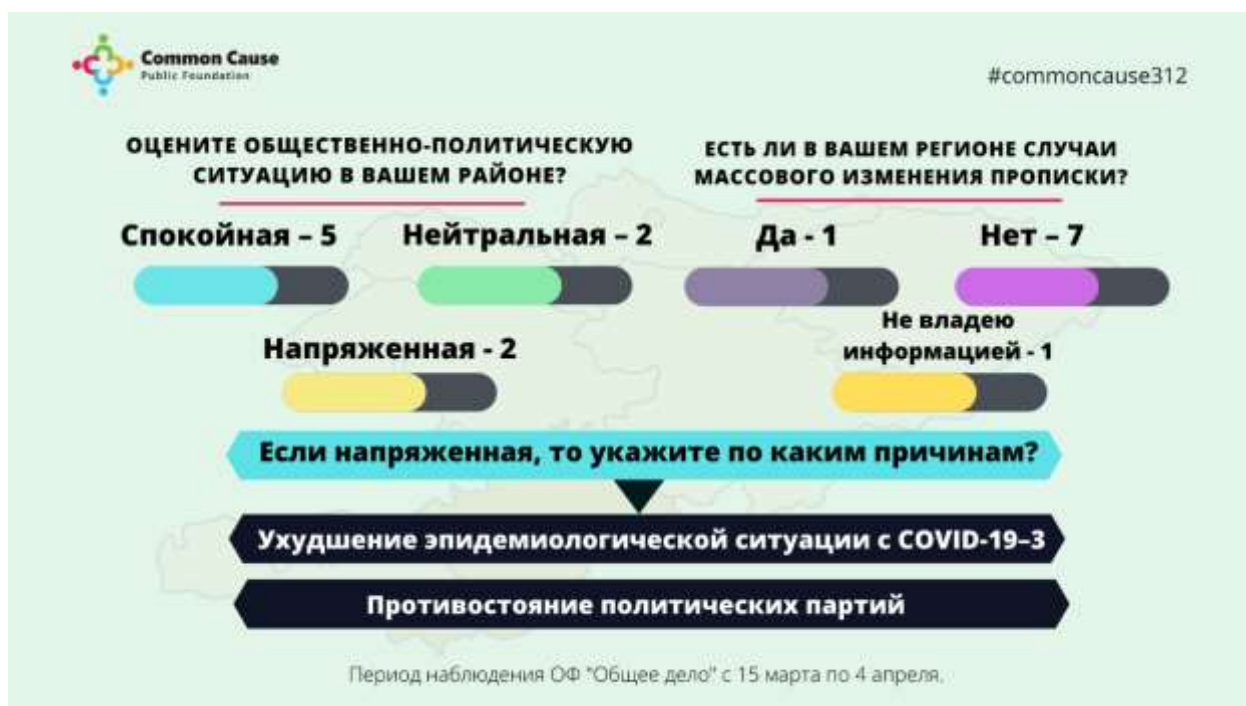 Common Cause
Public Foundation
#commoncause312
ОЦЕНИТЕ ОБЩЕСТВЕННО-ПОЛИТИЧЕСКУЮ
СИТУАЦИЮ В ВАШЕМ РАЙОНЕ?
Спокойная – 5
Нейтральная – 2
Напряженная - 2
ЕСТЬ ЛИ В ВАШЕМ РЕГИОНЕ СЛУЧАИ
МАССОВОГО ИЗМЕНЕНИЯ ПРОПИСКИ?
Да - 1
Нет – 7
Не владею
информацией - 1
Если напряженная, то укажите по каким причинам?
Ухудшение эпидемиологической ситуации с COVID-19–3
Противостояние политических партий
Период наблюдения ОФ "Общее дело" с 15 марта по 4 апреля.